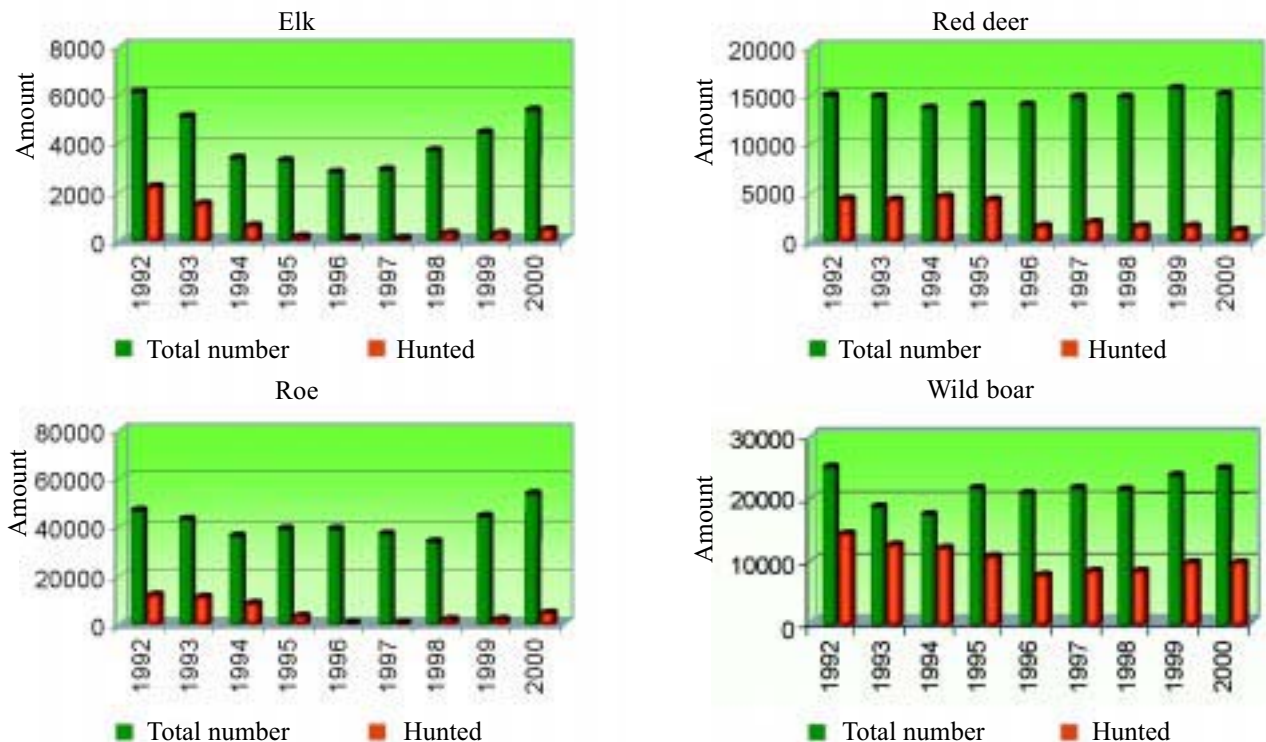 Elk
Amount
8000
6000
4000
2000
0
1992 1993 1994 1995 1996 1997 1998 1999 2000
Total number Hunted
Red deer
Amount
20000
15000
10000
5000
0
1992 1993 1994 1995 1996 1997 1998 1999 2000
Total number Hunted
Roe
Amount
80000
60000
40000
20000
0
1992 1993 1994 1995 1996 1997 1998 1999 2000
Total number Hunted
Wild boar
Amount
30000
20000
10000
0
1992 1993 1994 1995 1996 1997 1998 1999 2000
Total number Hunted